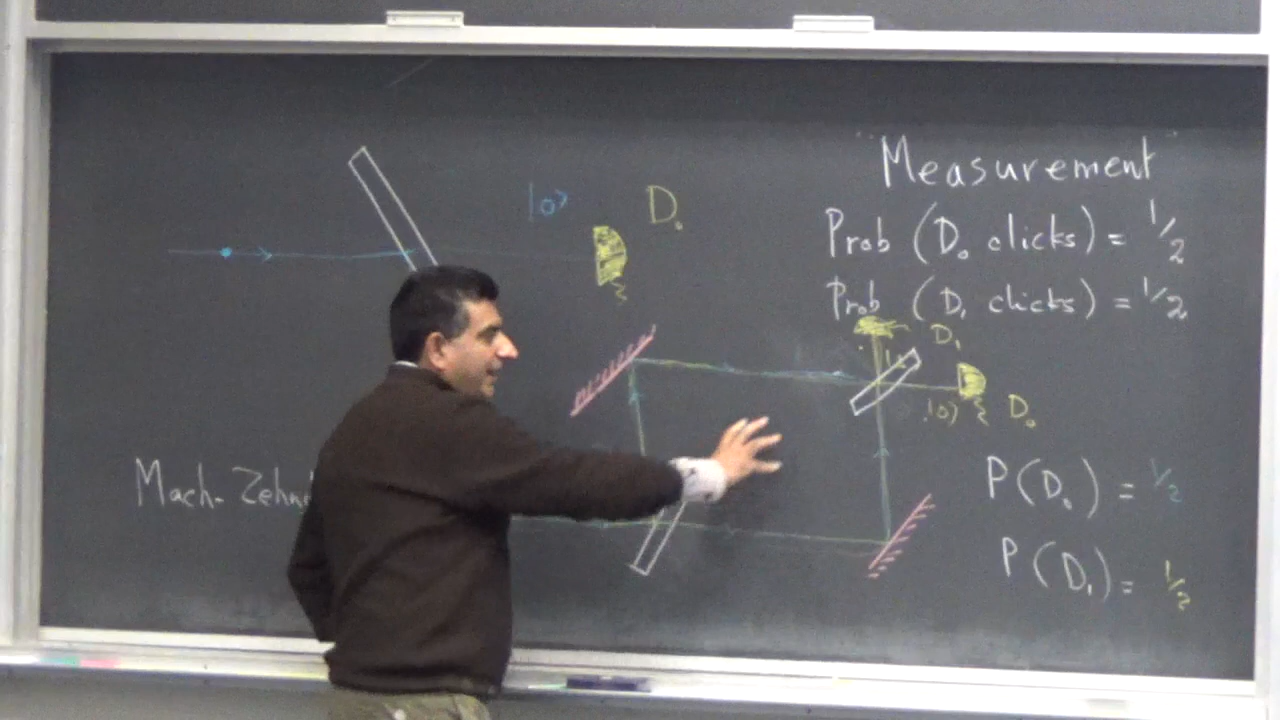 "Measurement"
|0> D₀
Prob (D₀ clicks) = 1/2
Prob (D₁ clicks) = 1/2
D₁
|0> D₀
Mach-Zehn
P(D₀) = 1/2
P(D₁) = 1/2